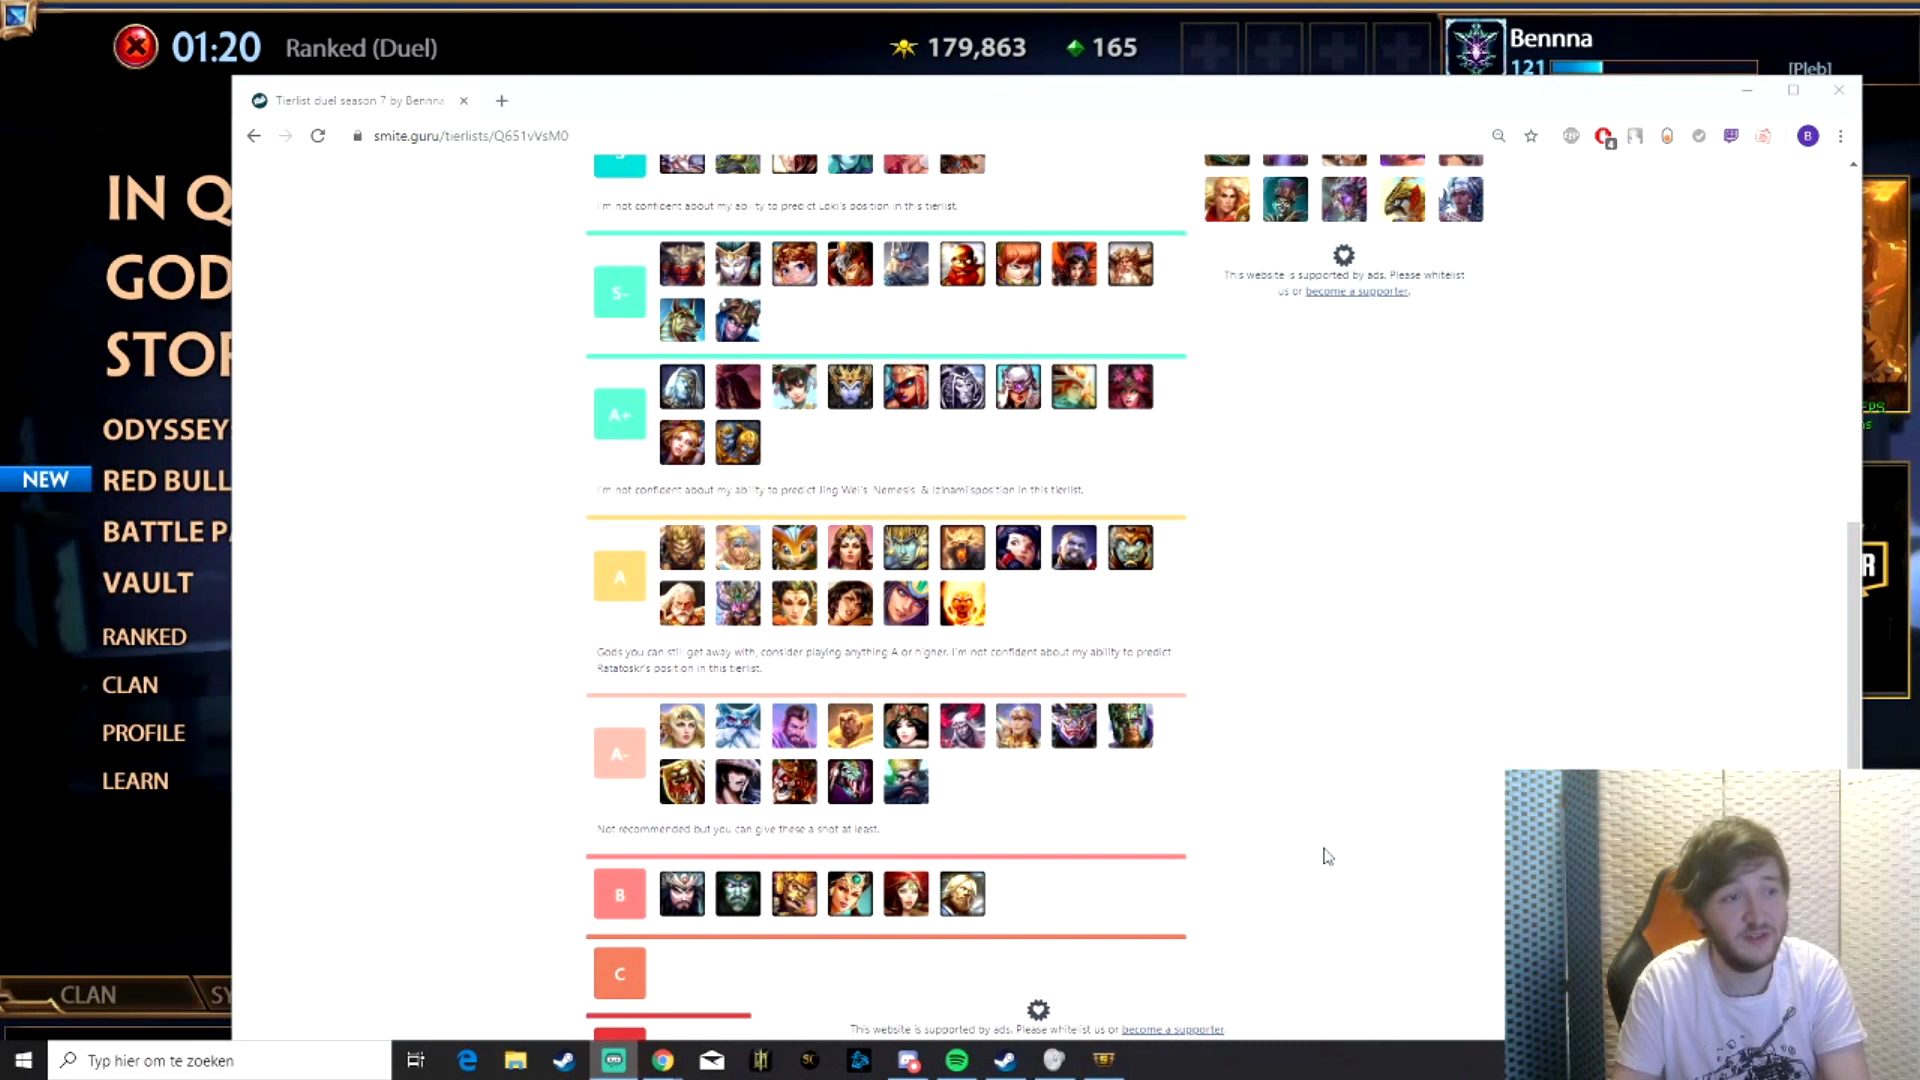 01:20 Ranked (Duel) 179,863 165 Bennna
121 [Pleb]
Tierlist duel season 7 by Bennna
smite.guru/tierlists/Q651vVsM0
IN Q
GOD
STOR
ODYSSEY
NEW RED BULL
BATTLE PA
VAULT
RANKED
CLAN
PROFILE
LEARN
CLAN SY
I'm not confident about my ability to predict Loki's position in this tierlist.
S-
A+
I'm not confident about my ability to predict Jing Wei's, Nemesis' & Izinami'sposition in this tierlist.
A
Gods you can still get away with, consider playing anything A or higher. I'm not confident about my ability to predict
Ratatoskr's position in this tierlist.
A-
Not recommended but you can give these a shot at least.
B
C
This website is supported by ads. Please whitelist
us or become a supporter.
This website is supported by ads. Please whitelist us or become a supporter
FPS
R
Typ hier om te zoeken